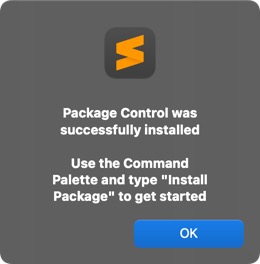 Package Control was
successfully installed
Use the Command
Palette and type "Install
Package" to get started
OK